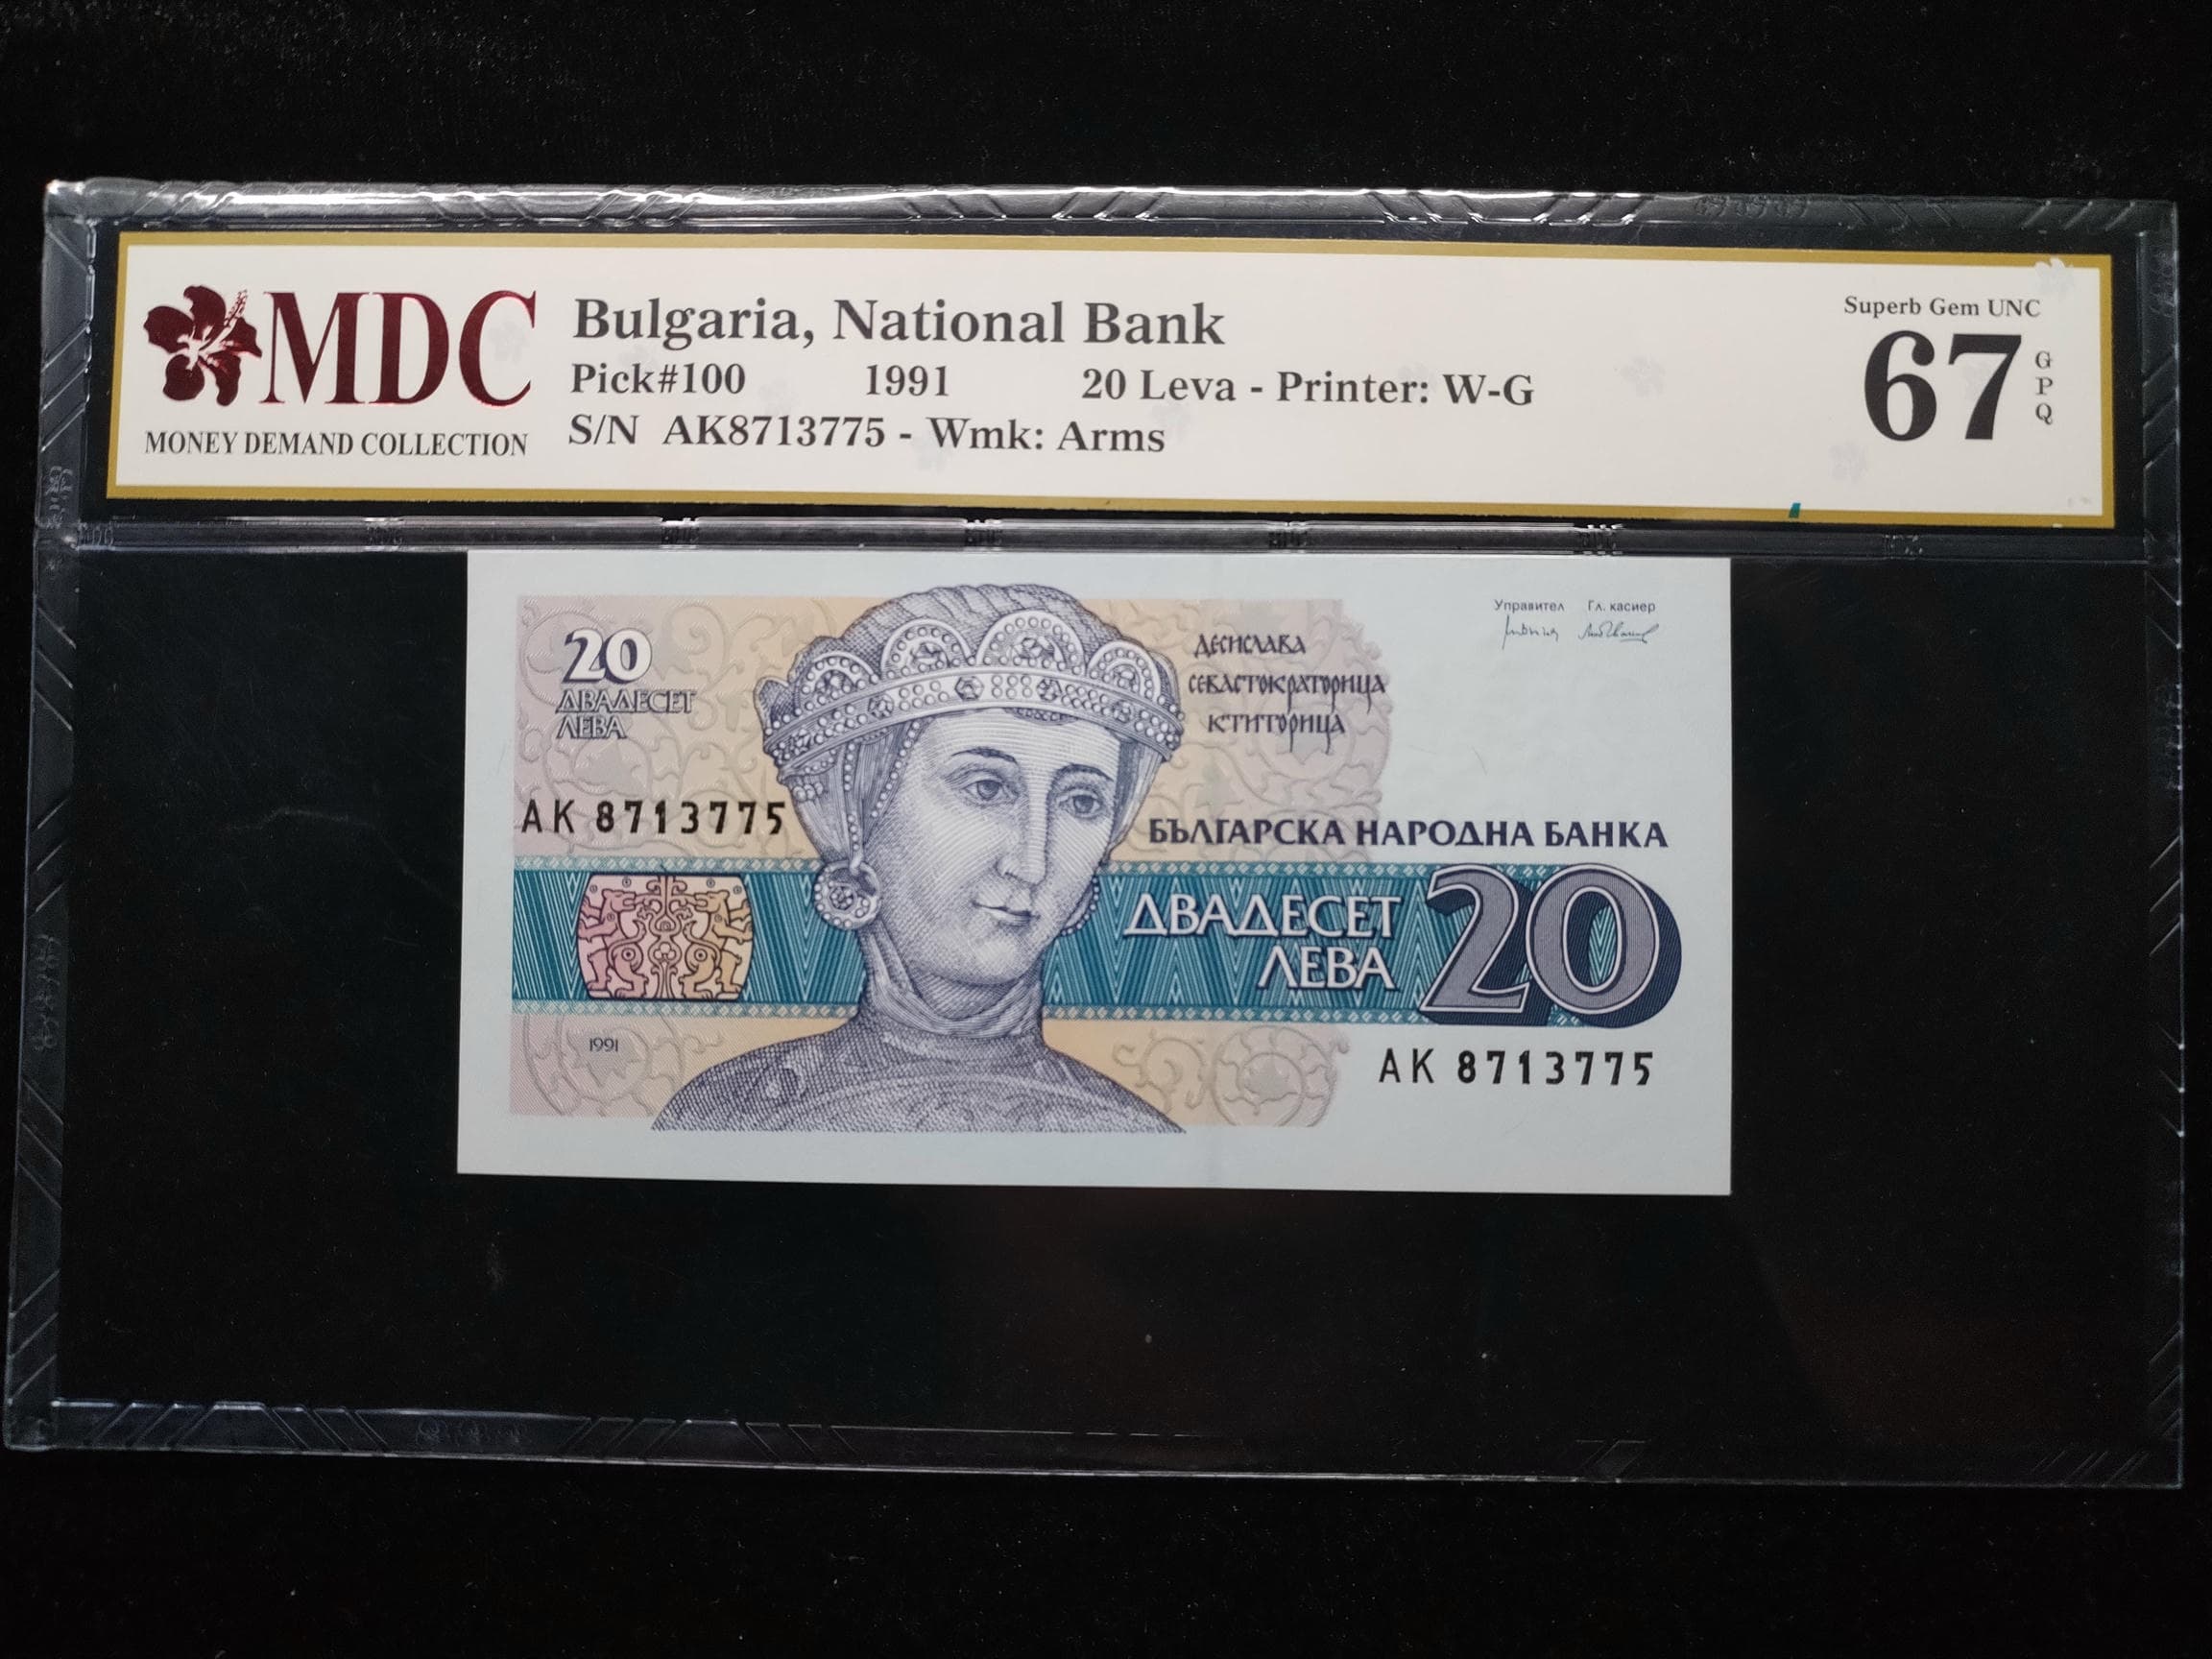 MDC
MONEY DEMAND COLLECTION
Bulgaria, National Bank
Pick#100 1991 20 Leva - Printer: W-G
S/N AK8713775 - Wmk: Arms
Superb Gem UNC
67
GPQ
20
ДВАДЕСЕТ
ЛЕВА
ДЕСИСЛАВА
СЕВАСТОКРАТОРИЦА
КТИТОРИЦА
Управител Гл. касиер
АК 8713775
БЪЛГАРСКА НАРОДНА БАНКА
ДВАДЕСЕТ
ЛЕВА
20
1991
АК 8713775